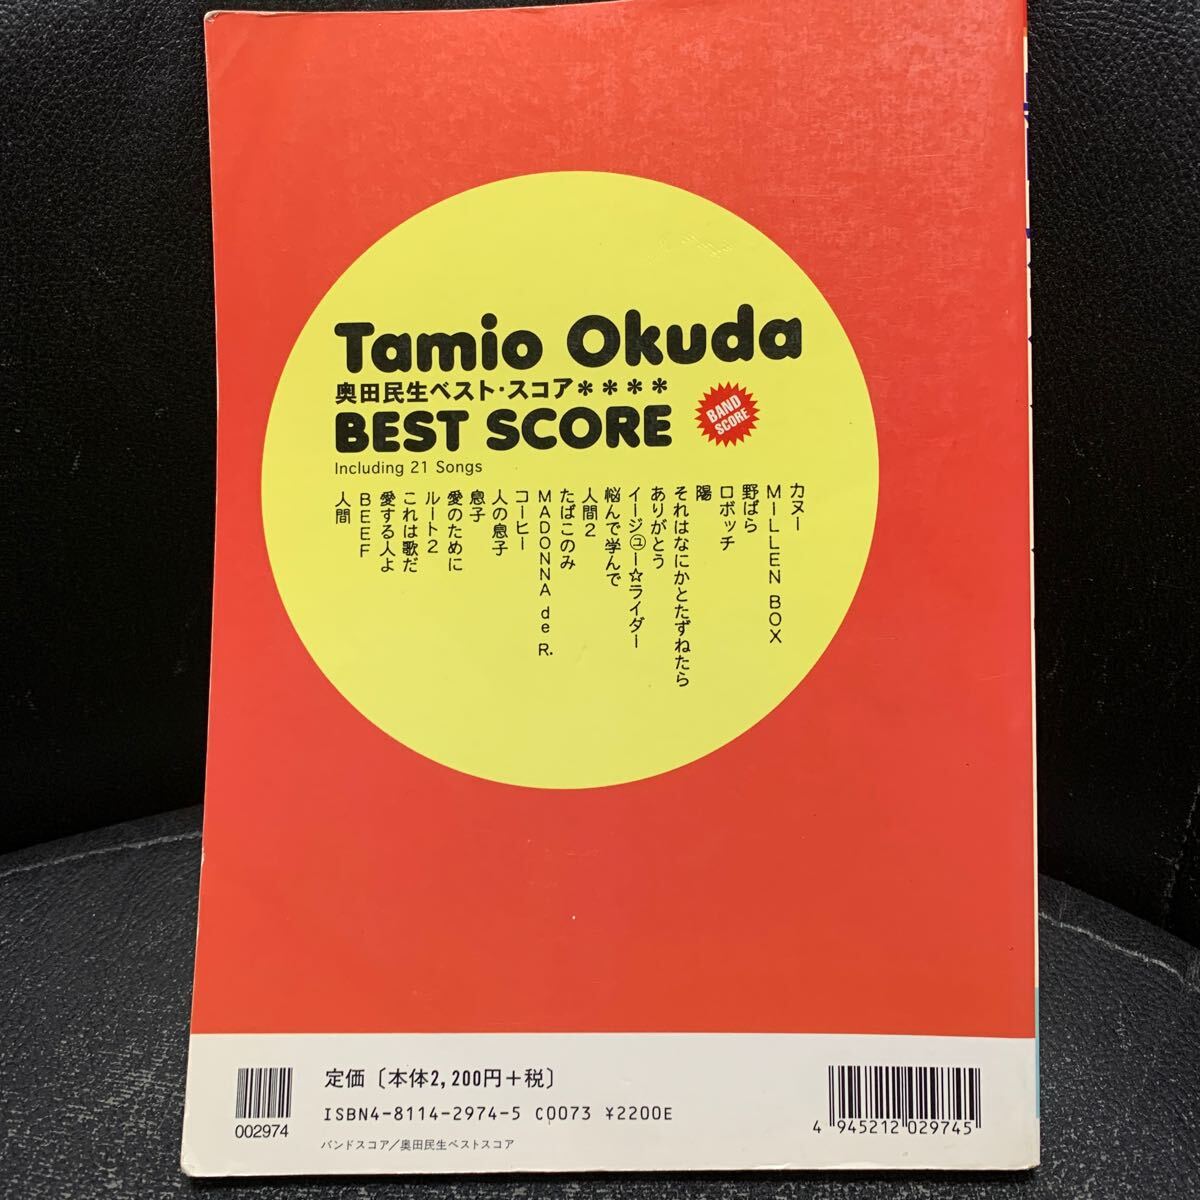 Tamio Okuda
奥田民生ベスト・スコア＊＊＊＊
BEST SCORE
BAND
SCORE
Including 21 Songs
カヌー
MILLEN BOX
野ばら
ロボッチ
陽
それはなにかとたずねたら
ありがとう
イージ㋴ー☆ライダー
悩んで学んで
人間2
たばこのみ
MADONNA de R.
コーヒー
人の息子
息子
愛のために
ルート2
これは歌だ
愛する人よ
BEEF
人間
定価〔本体2,200円+税〕
ISBN4-8114-2974-5 C0073 ¥2200E
バンドスコア／奥田民生ベストスコア
002974
4 945212 029745